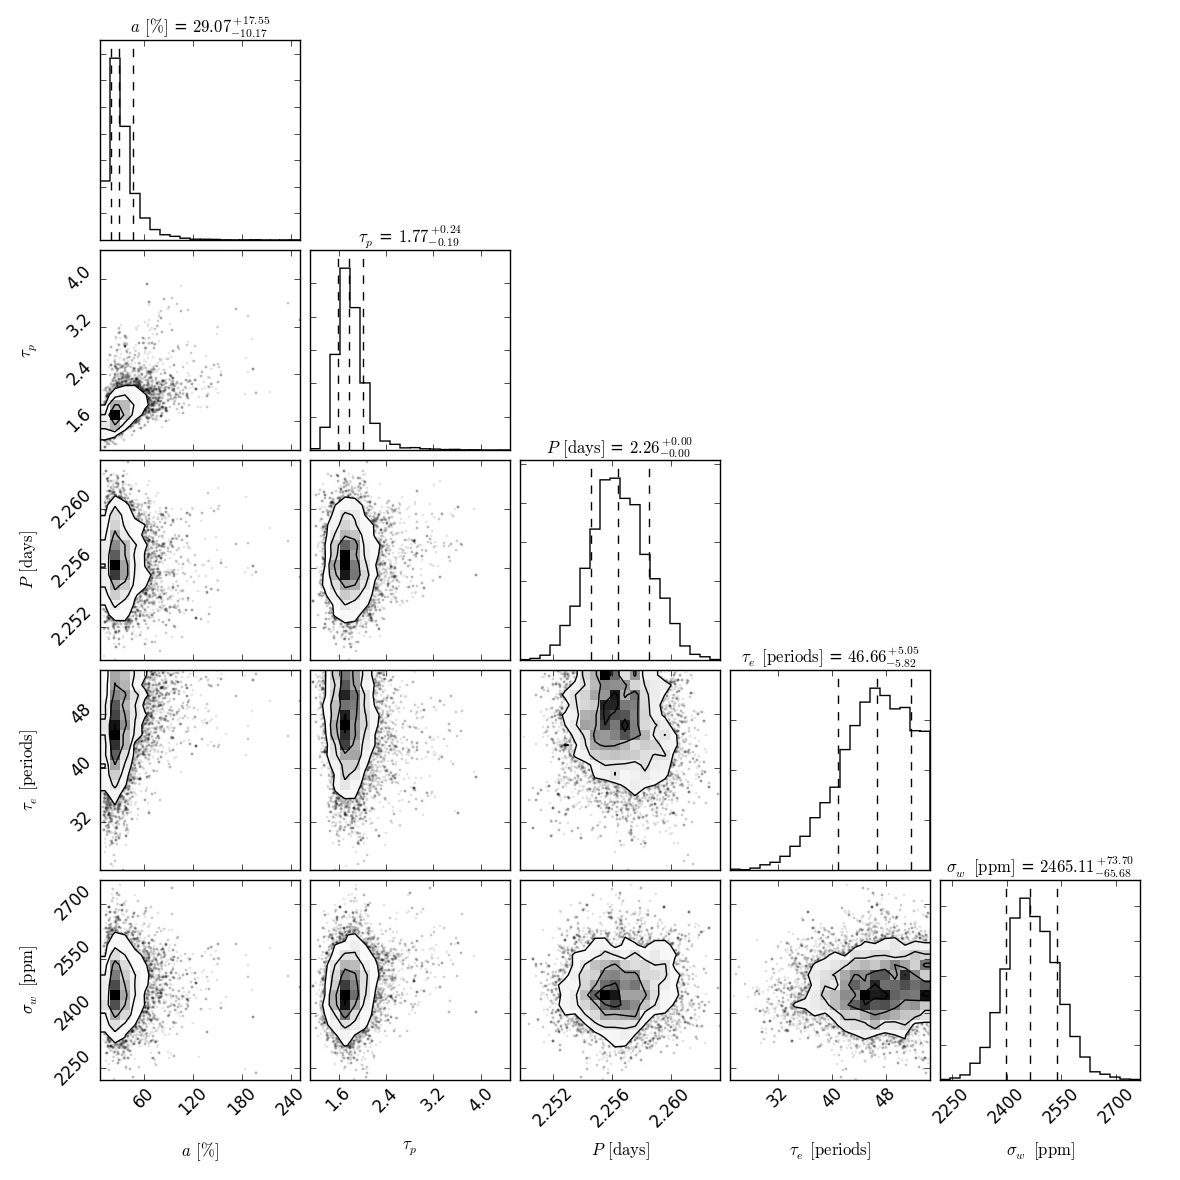 a [%] = 29.07+17.55−10.17
τp = 1.77+0.24−0.19
4.0
3.2
2.4
1.6
τp
P [days] = 2.26+0.00−0.00
2.260
2.256
2.252
P [days]
τe [periods] = 46.66+5.05−5.82
48
40
32
τe [periods]
σw [ppm] = 2465.11+73.70−65.68
2700
2550
2400
2250
σw [ppm]
60 120 180 240 1.6 2.4 3.2 4.0 2.252 2.256 2.260 32 40 48 2250 2400 2550 2700
a [%] τp P [days] τe [periods] σw [ppm]